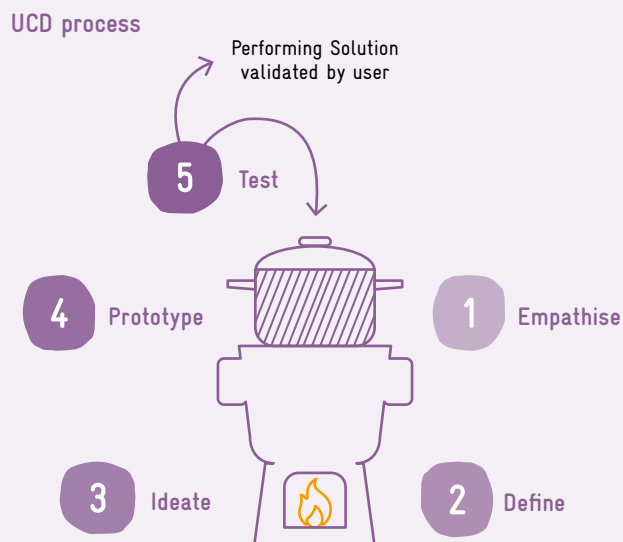 UCD process
Performing Solution
validated by user
5 Test
4 Prototype
1 Empathise
3 Ideate
2 Define